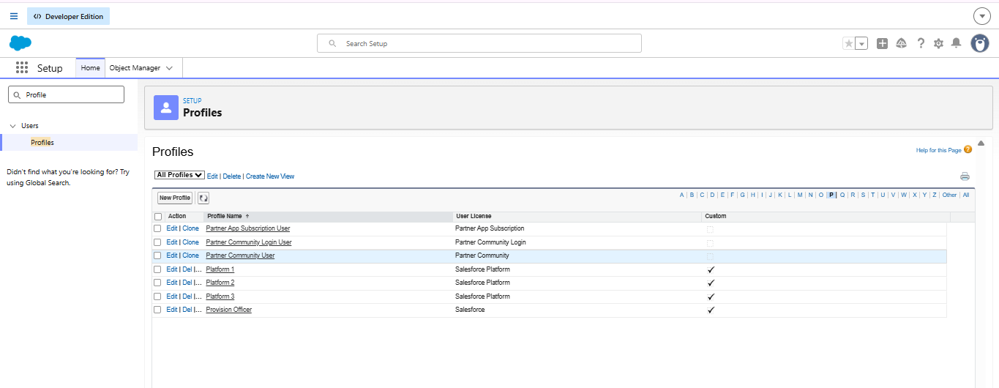 Developer Edition
Search Setup
Setup Home Object Manager
Profile
Users
Profiles
Didn't find what you're looking for? Try
using Global Search.
SETUP
Profiles
Profiles
Help for this Page ?
All Profiles Edit | Delete | Create New View
New Profile
A | B | C | D | E | F | G | H | I | J | K | L | M | N | O | P | Q | R | S | T | U | V | W | X | Y | Z | Other | All
Action Profile Name ↑ User License Custom
Edit | Clone Partner App Subscription User Partner App Subscription
Edit | Clone Partner Community Login User Partner Community Login
Edit | Clone Partner Community User Partner Community
Edit | Del |... Platform 1 Salesforce Platform ✓
Edit | Del |... Platform 2 Salesforce Platform ✓
Edit | Del |... Platform 3 Salesforce Platform ✓
Edit | Del |... Provision Officer Salesforce ✓